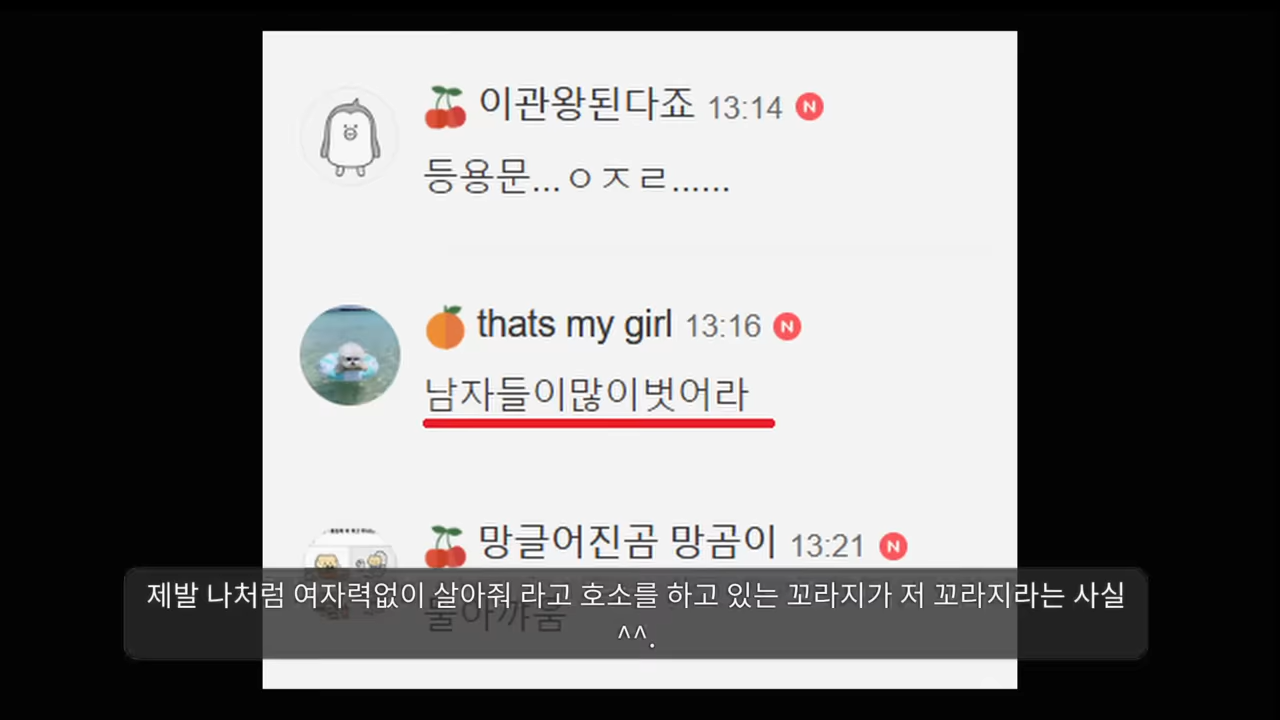 이관왕된다죠 13:14 N
등용문...ㅇㅈㄹ......
thats my girl 13:16 N
남자들이많이벗어라
망글어진곰 망곰이 13:21 N
제발 나처럼 여자력없이 살아줘 라고 호소를 하고 있는 꼬라지가 저 꼬라지라는 사실
^^.